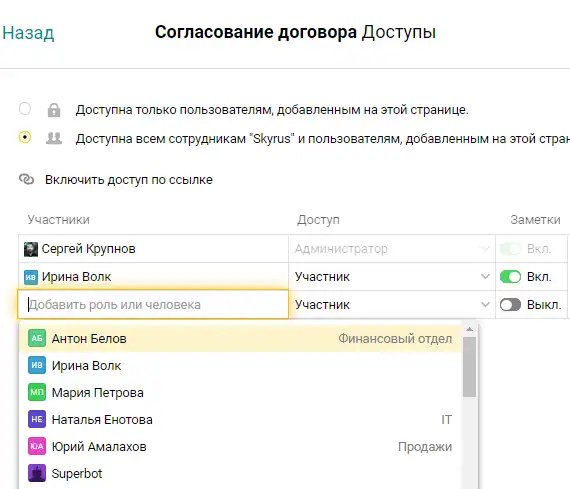 Назад
Согласование договора Доступы
Доступна только пользователям, добавленным на этой странице.
Доступна всем сотрудникам "Skyrus" и пользователям, добавленным на этой стран
Включить доступ по ссылке
Участники Доступ Заметки
Сергей Крупнов Администратор Вкл.
ИВ Ирина Волк Участник Вкл.
Добавить роль или человека Участник Выкл.
АБ Антон Белов Финансовый отдел
ИВ Ирина Волк
МП Мария Петрова
НЕ Наталья Енотова IT
ЮА Юрий Амалахов Продажи
Superbot